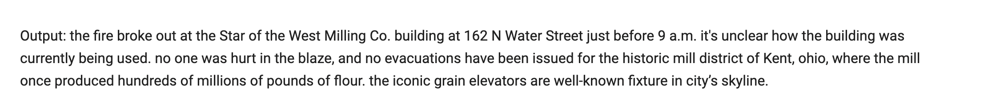 Output: the fire broke out at the Star of the West Milling Co. building at 162 N Water Street just before 9 a.m. it's unclear how the building was
currently being used. no one was hurt in the blaze, and no evacuations have been issued for the historic mill district of Kent, ohio, where the mill
once produced hundreds of millions of pounds of flour. the iconic grain elevators are well-known fixture in city’s skyline.